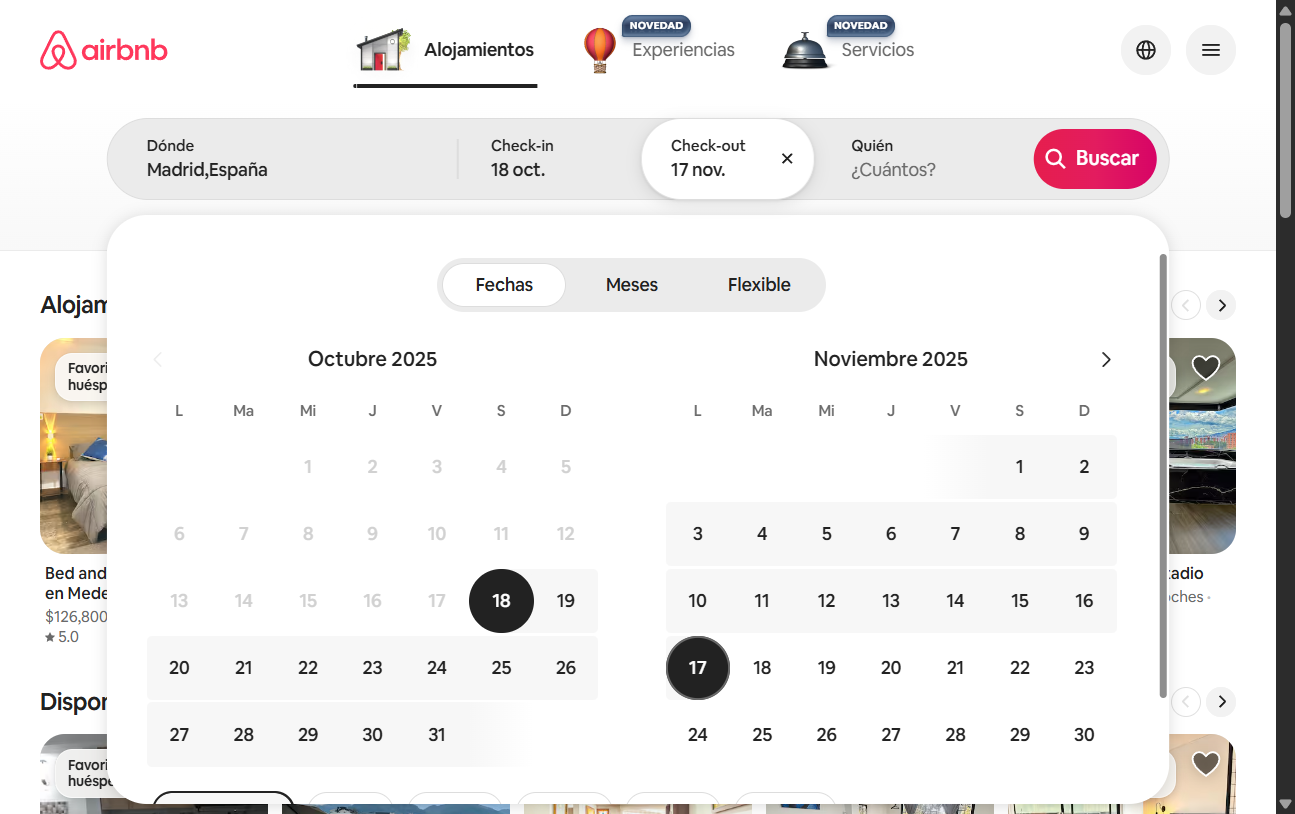 airbnb
Alojamientos
NOVEDAD
Experiencias
NOVEDAD
Servicios
Dónde
Madrid,España
Check-in
18 oct.
Check-out
17 nov.
Quién
¿Cuántos?
Buscar
Fechas
Meses
Flexible
Octubre 2025
L Ma Mi J V S D
1 2 3 4 5
6 7 8 9 10 11 12
13 14 15 16 17 18 19
20 21 22 23 24 25 26
27 28 29 30 31
Noviembre 2025
L Ma Mi J V S D
1 2
3 4 5 6 7 8 9
10 11 12 13 14 15 16
17 18 19 20 21 22 23
24 25 26 27 28 29 30
Alojam
Favori
huésp
Bed and
en Mede
$126,800
5.0
tadio
oches ·
Dispon
Favori
huéspe